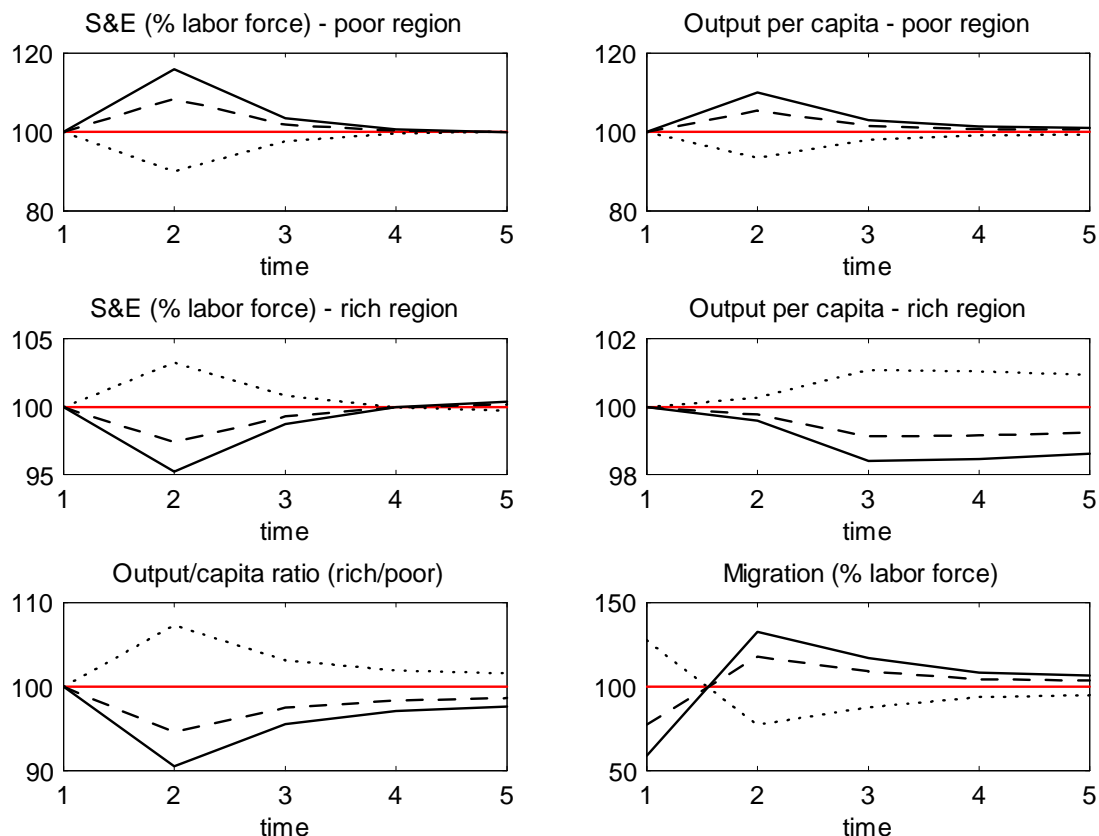 S&E (% labor force) - poor region
120
100
80
1 2 3 4 5
time
Output per capita - poor region
120
100
80
1 2 3 4 5
time
S&E (% labor force) - rich region
105
100
95
1 2 3 4 5
time
Output per capita - rich region
102
100
98
1 2 3 4 5
time
Output/capita ratio (rich/poor)
110
100
90
1 2 3 4 5
time
Migration (% labor force)
150
100
50
1 2 3 4 5
time